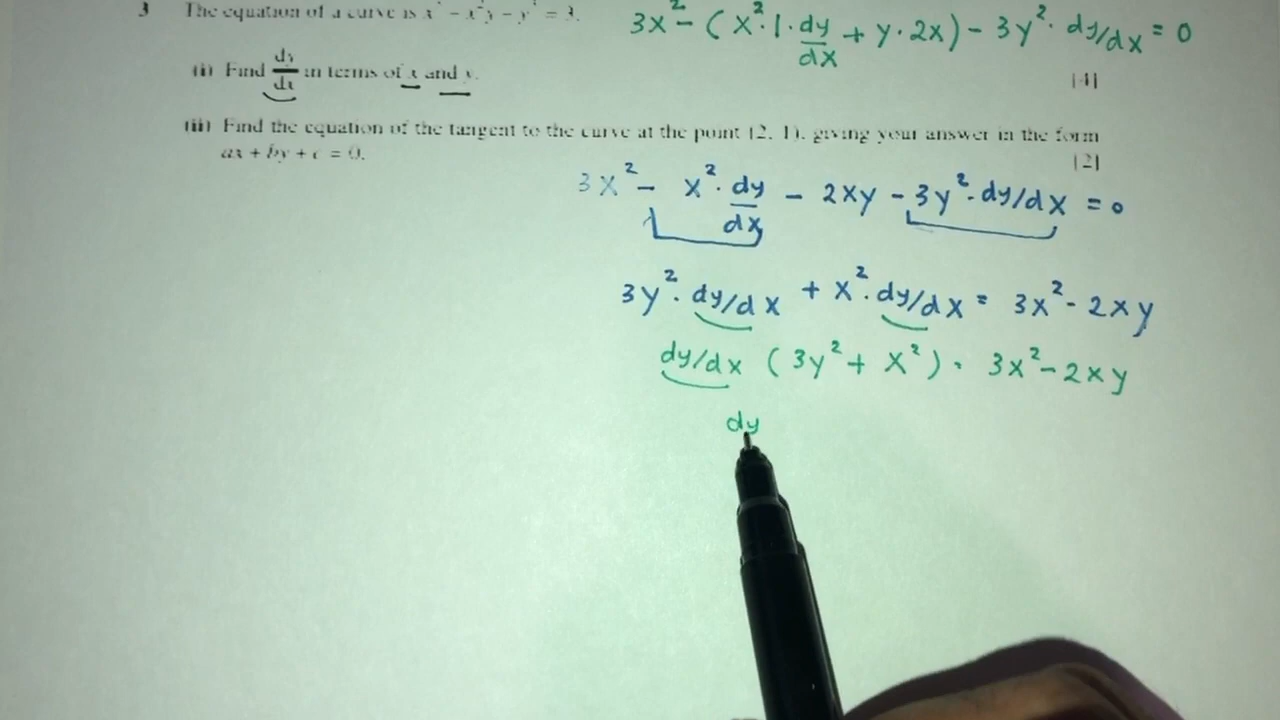 3 The equation of a curve is x³ − x²y − y³ = 3.
3x² − (x²·1·dy/dx + y·2x) − 3y²·dy/dx = 0
(i) Find dy/dx in terms of x and y. [4]
(ii) Find the equation of the tangent to the curve at the point (2, 1), giving your answer in the form
ax + by + c = 0. [2]
3x² − x²·dy/dx − 2xy − 3y²·dy/dx = 0
3y²·dy/dx + x²·dy/dx = 3x² − 2xy
dy/dx (3y² + x²) = 3x² − 2xy
dy